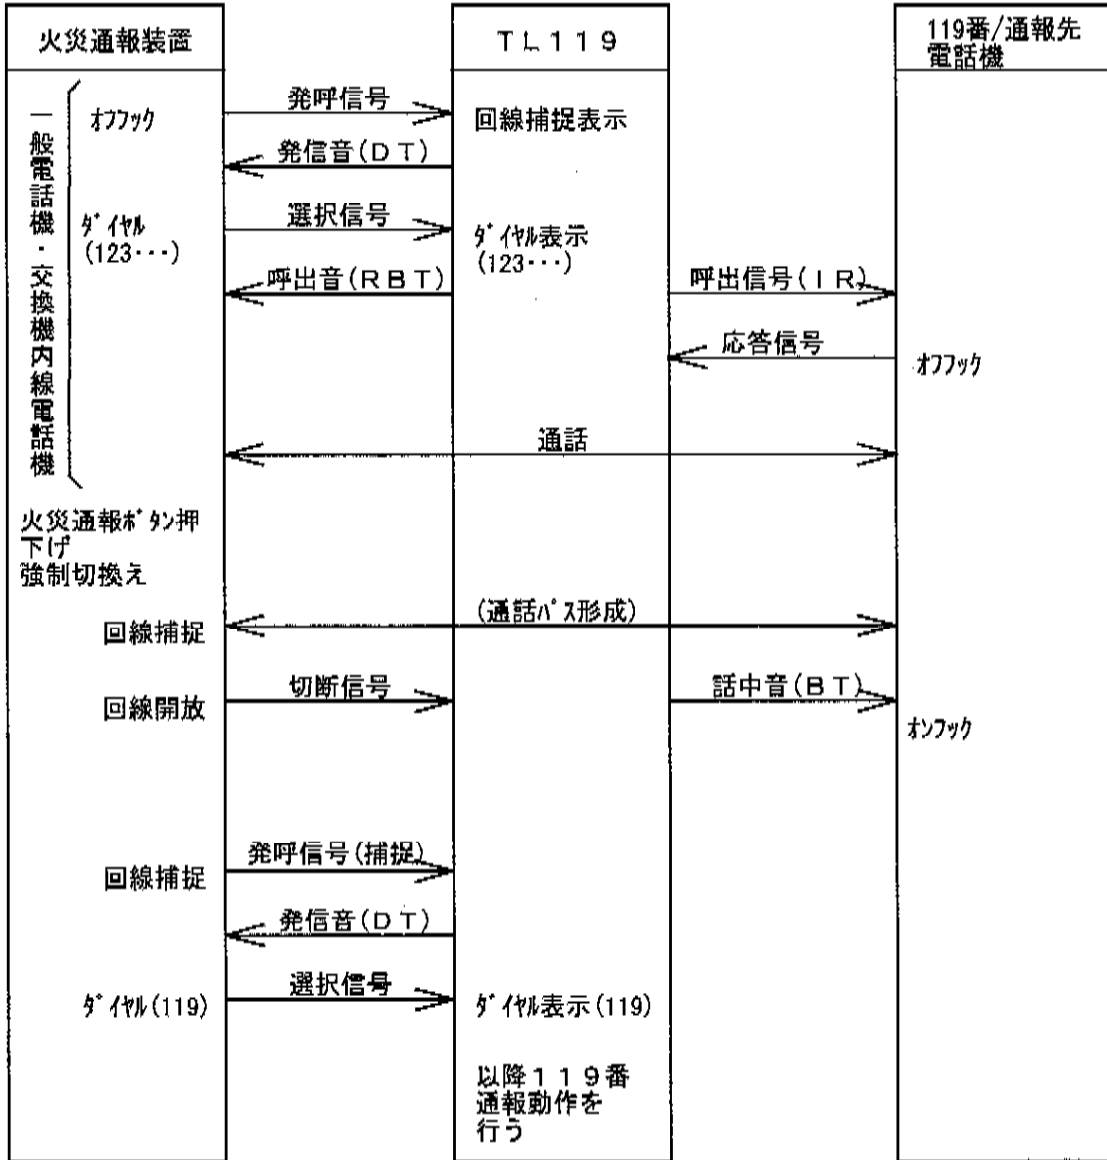 火災通報装置
ＴＬ１１９
119番/通報先
電話機
一般電話機・交換機内線電話機
ｵﾌﾌｯｸ
発呼信号
回線捕捉表示
発信音(ＤＴ)
ﾀﾞｲﾔﾙ
(123･･･)
選択信号
ﾀﾞｲﾔﾙ表示
(123･･･)
呼出音(ＲＢＴ)
呼出信号(ＩＲ)
応答信号
ｵﾌﾌｯｸ
通話
火災通報ﾎﾞﾀﾝ押
下げ
強制切換え
(通話ﾊﾟｽ形成)
回線捕捉
切断信号
話中音(ＢＴ)
回線開放
ｵﾝﾌｯｸ
発呼信号(捕捉)
回線捕捉
発信音(ＤＴ)
選択信号
ﾀﾞｲﾔﾙ(119)
ﾀﾞｲﾔﾙ表示(119)
以降１１９番
通報動作を
行う